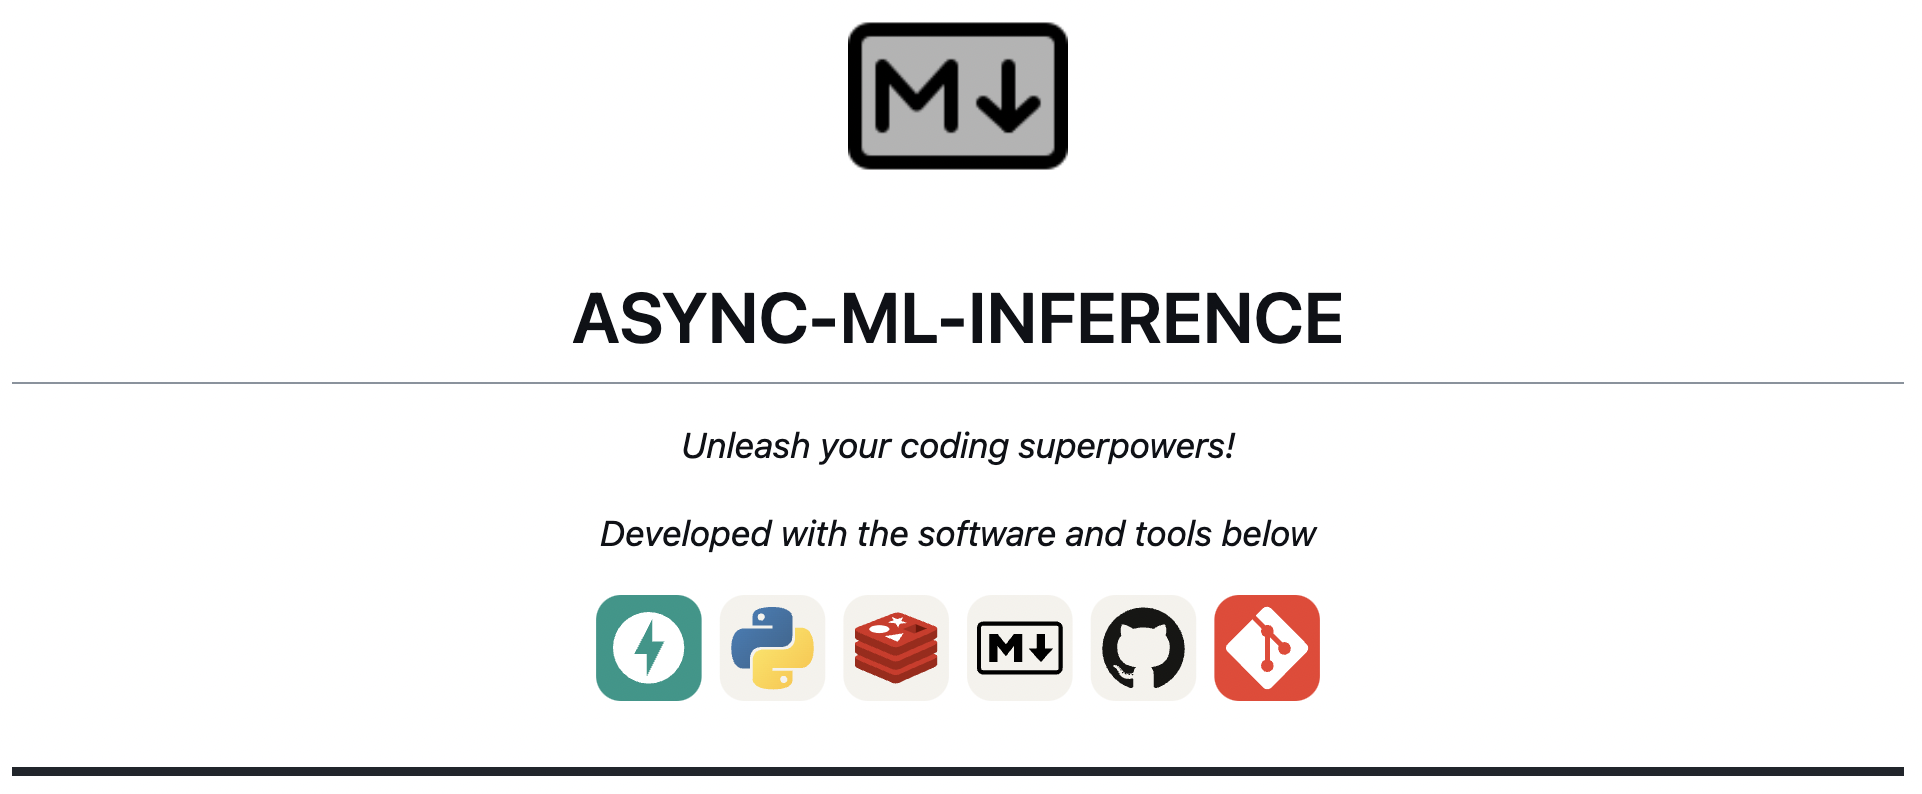 M
ASYNC-ML-INFERENCE
Unleash your coding superpowers!
Developed with the software and tools below
M